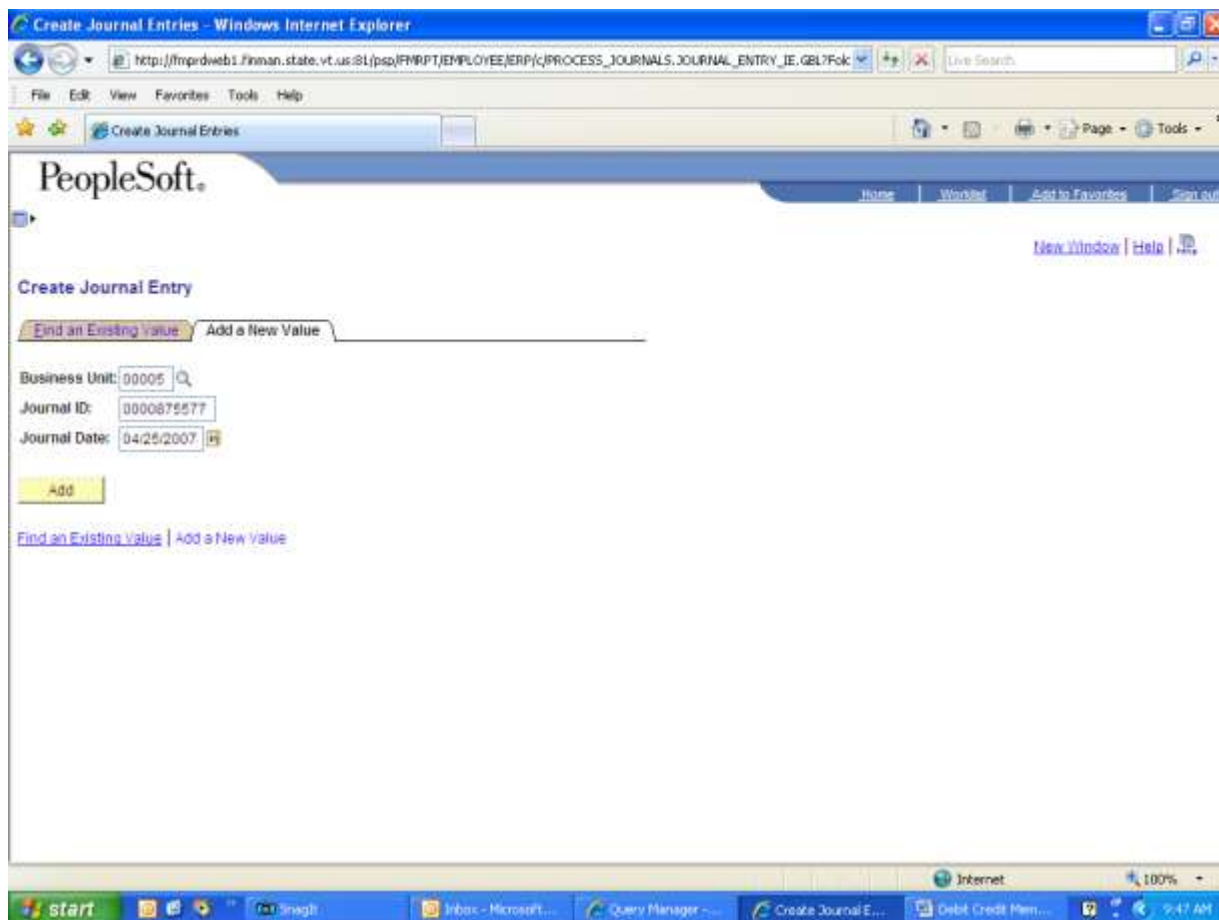 Create Journal Entries - Windows Internet Explorer
http://fmprdweb1.finman.state.vt.us:81/psp/FMRPT/EMPLOYEE/ERP/c/PROCESS_JOURNALS.JOURNAL_ENTRY_IE.GBL?Fol
Live Search
File Edit View Favorites Tools Help
Create Journal Entries Page Tools
PeopleSoft.
Home | Worklist | Add to Favorites | Sign out
New Window | Help |
Create Journal Entry
Find an Existing Value Add a New Value
Business Unit: 00005
Journal ID: 0000875577
Journal Date: 04/25/2007
Add
Find an Existing Value | Add a New Value
Internet 100%
start SnagIt Inbox - Microsoft... Query Manager -... Create Journal E... Debit Credit Mem... 9:47 AM